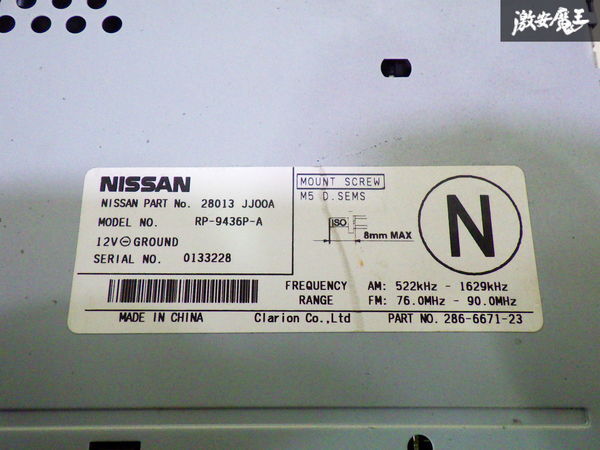 激安魔王
NISSAN
NISSAN PART No. 28013 JJ00A
MODEL NO. RP-9436P-A
12V⊖GROUND
SERIAL NO. 0133228
MOUNT SCREW
M5 D.SEMS
ISO
8mm MAX
N
FREQUENCY RANGE AM: 522kHz - 1629kHz
FM: 76.0MHz - 90.0MHz
MADE IN CHINA Clarion Co.,Ltd PART NO. 286-6671-23